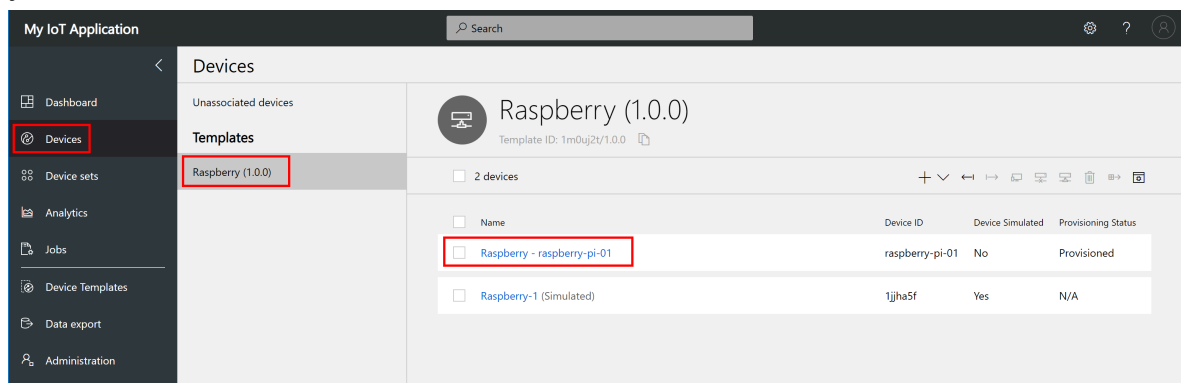 My IoT Application
Search
?
Devices
Dashboard
Devices
Device sets
Analytics
Jobs
Device Templates
Data export
Administration
Unassociated devices
Templates
Raspberry (1.0.0)
Raspberry (1.0.0)
Template ID: 1m0uj2t/1.0.0
2 devices
Name Device ID Device Simulated Provisioning Status
Raspberry - raspberry-pi-01 raspberry-pi-01 No Provisioned
Raspberry-1 (Simulated) 1jjha5f Yes N/A